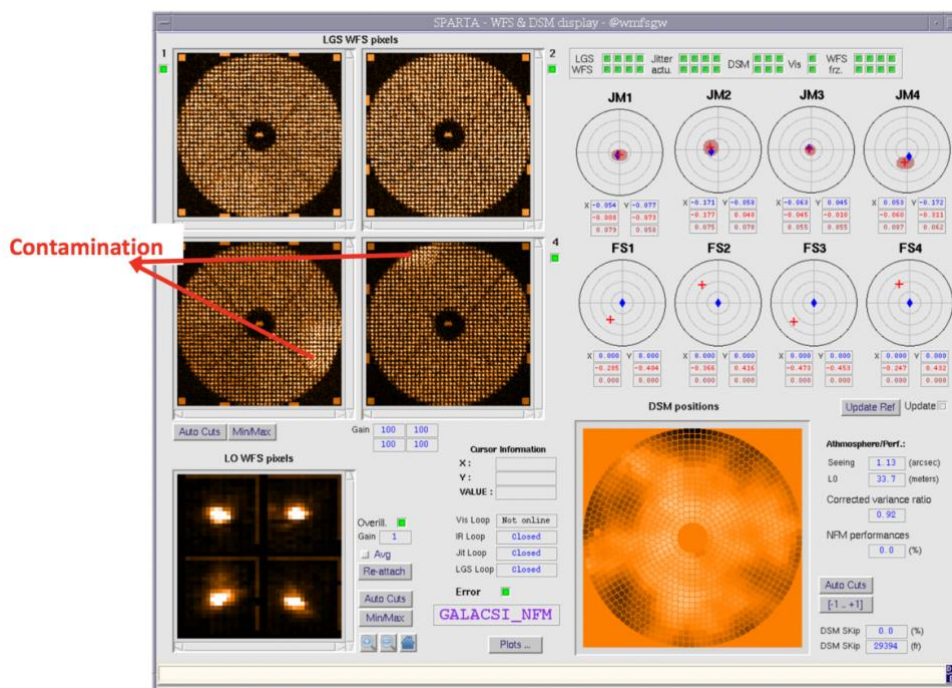 SPARTA - WFS & DSM display - @wmfsgw
LGS WFS pixels
1
2
LGS WFS
Jitter actu.
DSM
Vis
WFS frz.
JM1 JM2 JM3 JM4
X -0.054 Y -0.077 X -0.171 Y -0.058 X -0.063 Y 0.045 X 0.053 Y -0.172
-0.073 -0.177 0.040 -0.045 -0.010 -0.060 -0.311
0.079 0.058 0.075 0.070 0.055 0.055 0.087 0.062
Contamination
4
FS1 FS2 FS3 FS4
X 0.000 Y 0.000 X 0.000 Y 0.000 X 0.000 Y 0.000 X 0.000 Y 0.000
-0.285 -0.404 -0.366 0.416 -0.473 -0.453 -0.247 0.432
0.000 0.000 0.000 0.000 0.000 0.000 0.000 0.000
Auto Cuts Min/Max
Gain 100 100
100 100
LO WFS pixels
Cursor Information
X :
Y :
VALUE :
Overill.
Gain 1
Avg
Re-attach
Auto Cuts
Min/Max
Vis Loop Not online
IR Loop Closed
Jit Loop Closed
LGS Loop Closed
Error
GALACSI_NFM
Plots ...
DSM positions
Update Ref Update
Athmosphere/Perf.:
Seeing 1.13 (arcsec)
L0 33.7 (meters)
Corrected variance ratio
0.92
NFM performances
0.0 (%)
Auto Cuts
[-1 .. +1]
DSM SKip 0.0 (%)
DSM SKip 29394 (fr)